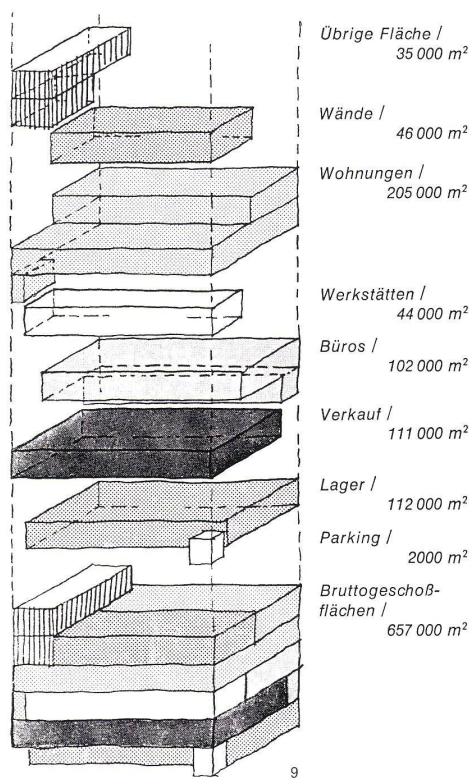 Übrige Fläche /
35 000 m²
Wände /
46 000 m²
Wohnungen /
205 000 m²
Werkstätten /
44 000 m²
Büros /
102 000 m²
Verkauf /
111 000 m²
Lager /
112 000 m²
Parking /
2000 m²
Bruttogeschoß-
flächen /
657 000 m²
9